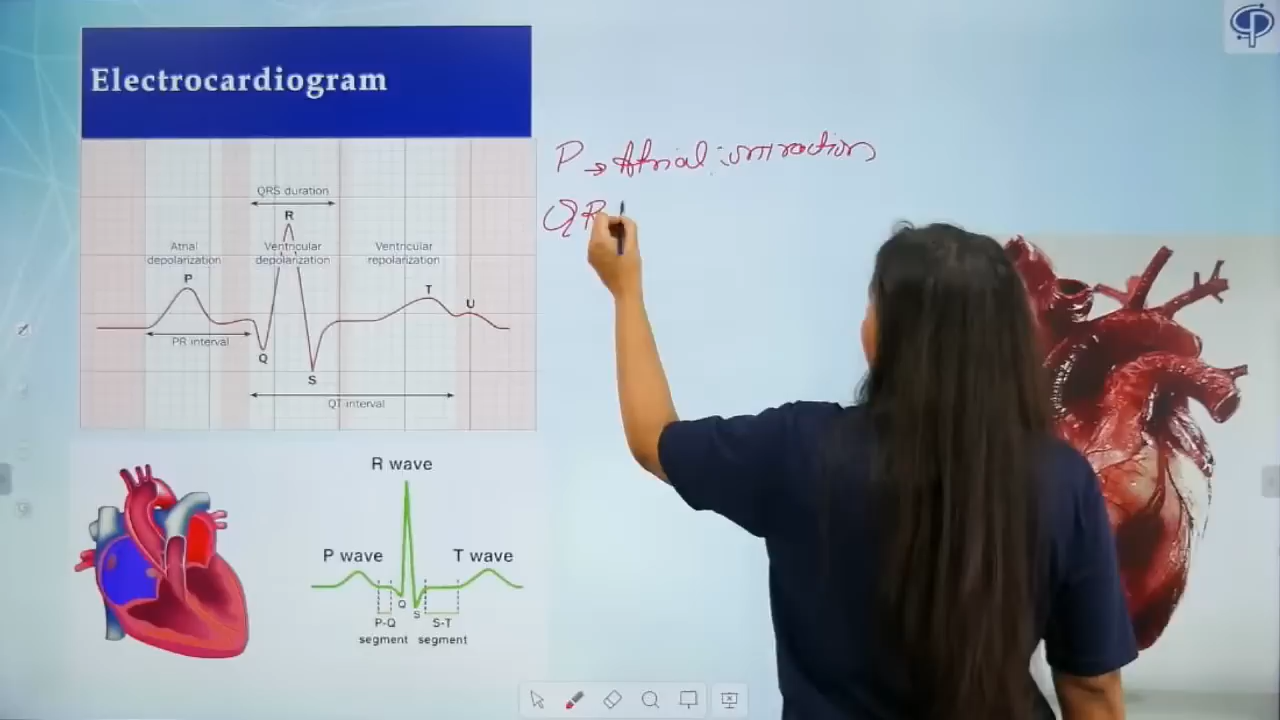 Electrocardiogram
P → Atrial contraction
QR
QRS duration
R
Atrial depolarization
Ventricular depolarization
Ventricular repolarization
P
T
U
PR interval
Q
S
QT interval
R wave
P wave
T wave
Q
S
P-Q segment
S-T segment